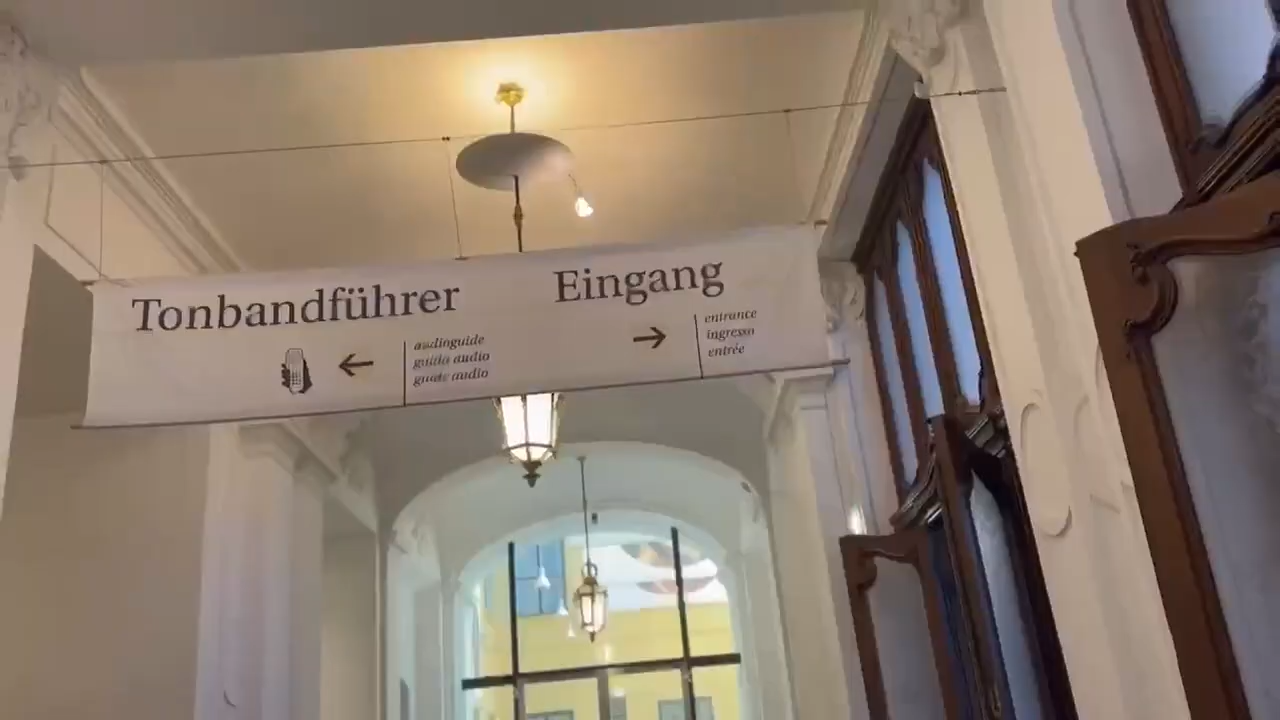 Tonbandführer
←
audioguide
guida audio
guide audio
Eingang
→
entrance
ingresso
entrée